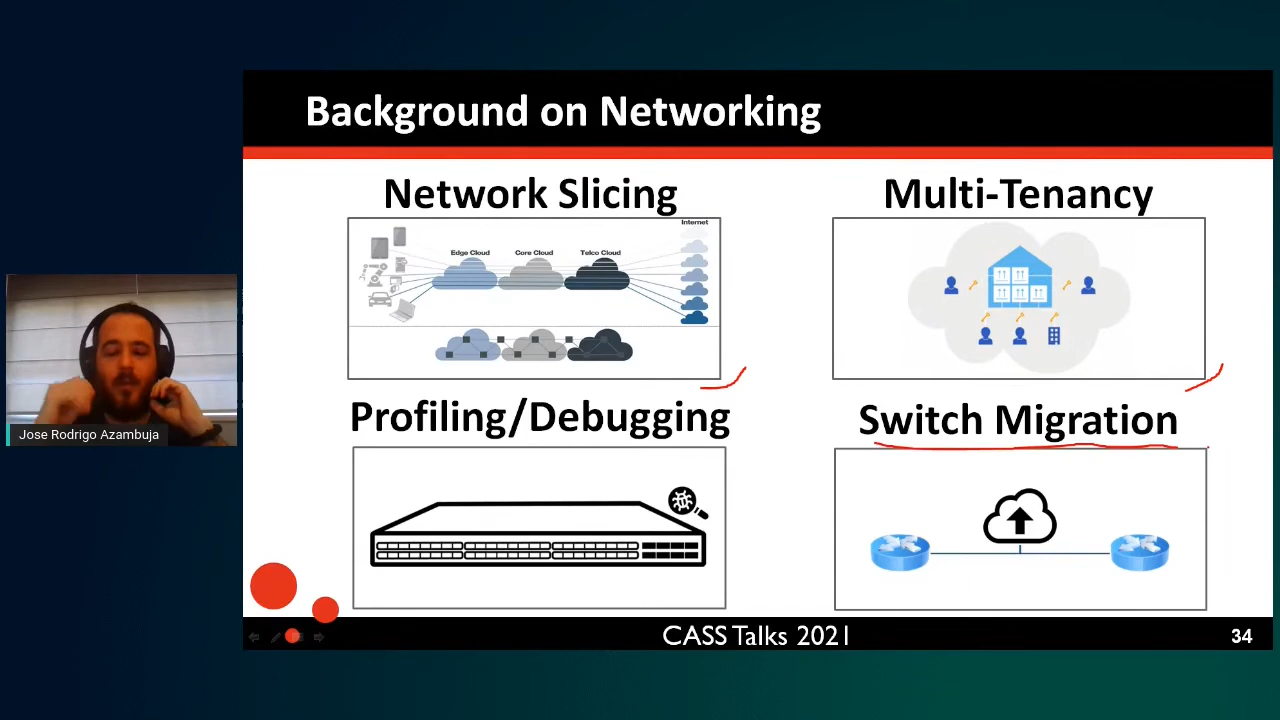 Background on Networking
Network Slicing
Multi-Tenancy
Internet
Edge Cloud
Core Cloud
Telco Cloud
Profiling/Debugging
Switch Migration
Jose Rodrigo Azambuja
CASS Talks 2021
34